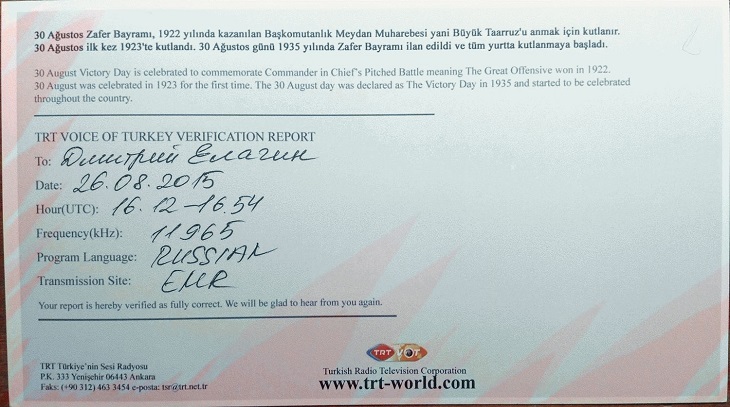 30 Ağustos Zafer Bayramı, 1922 yılında kazanılan Başkomutanlık Meydan Muharebesi yani Büyük Taarruz'u anmak için kutlanır.
30 Ağustos ilk kez 1923'te kutlandı. 30 Ağustos günü 1935 yılında Zafer Bayramı ilan edildi ve tüm yurtta kutlanmaya başladı.
30 August Victory Day is celebrated to commemorate Commander in Chief's Pitched Battle meaning The Great Offensive won in 1922.
30 August was celebrated in 1923 for the first time. The 30 August day was declared as The Victory Day in 1935 and started to be celebrated
throughout the country.
TRT VOICE OF TURKEY VERIFICATION REPORT
To: Дмитрий Елагин
Date: 26.08.2015
Hour(UTC): 16.12-16.54
Frequency(kHz): 11965
Program Language: RUSSIAN
Transmission Site: EMR
Your report is hereby verified as fully correct. We will be glad to hear from you again.
TRT VOT
TRT Türkiye'nin Sesi Radyosu
P.K. 333 Yenişehir 06443 Ankara
Faks: (+90 312) 463 3454 e-posta: tsr@trt.net.tr
Turkish Radio Television Corporation
www.trt-world.com